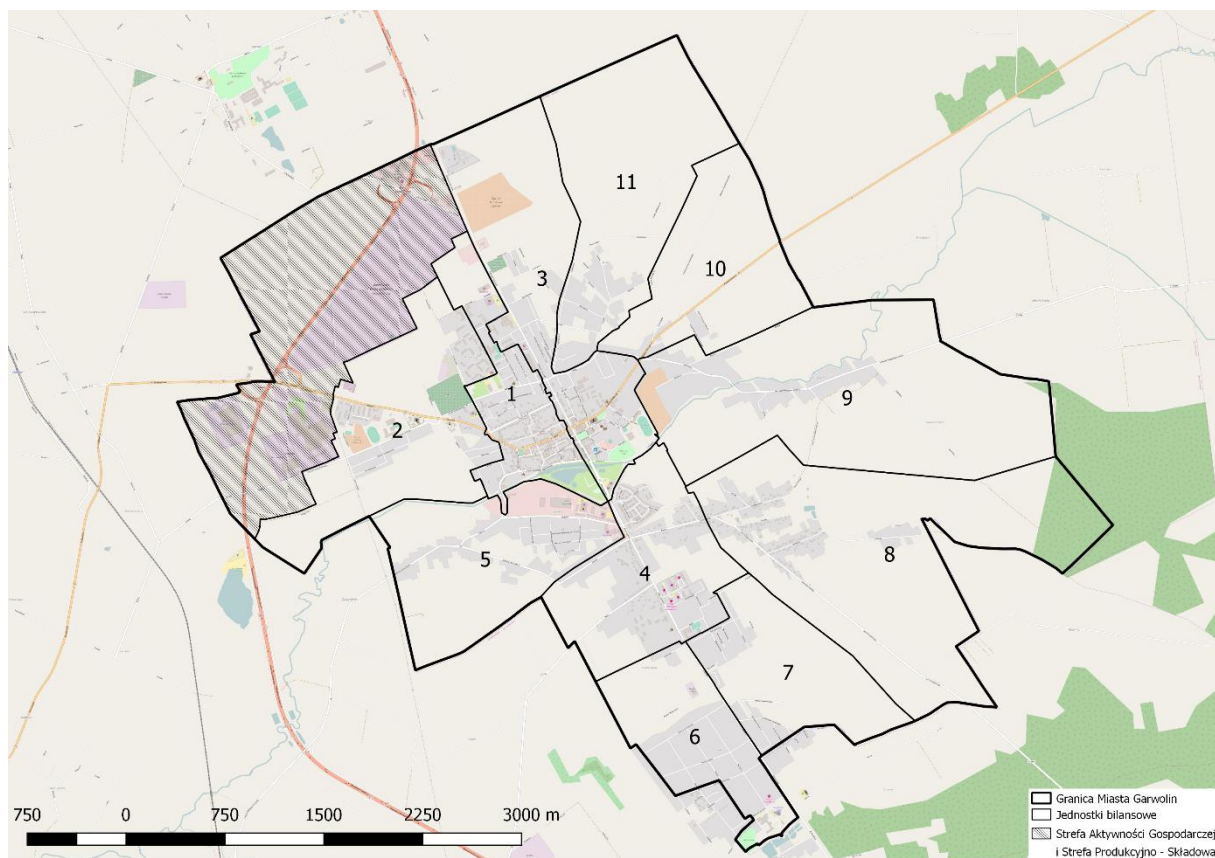 11
10
3
1
9
2
5
4
8
7
6
750 0 750 1500 2250 3000 m
Granica Miasta Garwolin
Jednostki bilansowe
Strefa Aktywności Gospodarczej
i Strefa Produkcyjno - Składowa